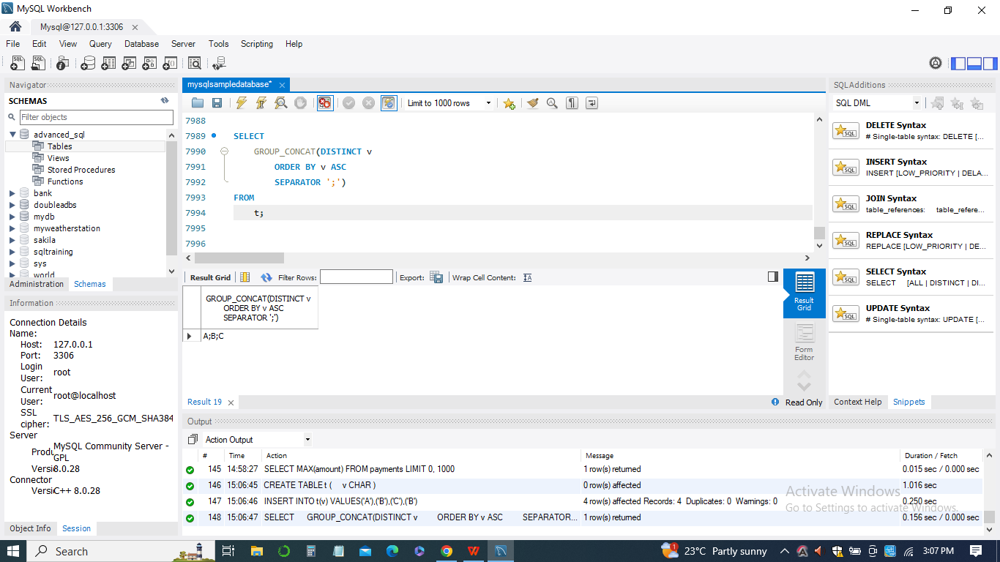 MySQL Workbench
Mysql@127.0.0.1:3306
File Edit View Query Database Server Tools Scripting Help
Navigator
SCHEMAS
Filter objects
advanced_sql
Tables
Views
Stored Procedures
Functions
bank
doubleadbs
mydb
myweatherstation
sakila
sqltraining
sys
world
Administration Schemas
Information
Connection Details
Name:
Host: 127.0.0.1
Port: 3306
Login User: root
Current User: root@localhost
SSL cipher: TLS_AES_256_GCM_SHA384
Server
Produ MySQL Community Server - GPL
Versi 8.0.28
Connector
Versi C++ 8.0.28
Object Info Session
mysqlsampledatabase*
Limit to 1000 rows
7988
7989 SELECT
7990 GROUP_CONCAT(DISTINCT v
7991 ORDER BY v ASC
7992 SEPARATOR ';')
7993 FROM
7994 t;
7995
7996
Result Grid Filter Rows: Export: Wrap Cell Content:
GROUP_CONCAT(DISTINCT v
ORDER BY v ASC
SEPARATOR ';')
A;B;C
Result Grid
Form Editor
Result 19 Read Only
Output
Action Output
# Time Action Message Duration / Fetch
145 14:58:27 SELECT MAX(amount) FROM payments LIMIT 0, 1000 1 row(s) returned 0.015 sec / 0.000 sec
146 15:06:45 CREATE TABLE t ( v CHAR ) 0 row(s) affected 1.016 sec
147 15:06:46 INSERT INTO t(v) VALUES('A'),('B'),('C'),('B') 4 row(s) affected Records: 4 Duplicates: 0 Warnings: 0 0.250 sec
148 15:06:47 SELECT GROUP_CONCAT(DISTINCT v ORDER BY v ASC SEPARATOR... 1 row(s) returned 0.156 sec / 0.000 sec
SQLAdditions
SQL DML
DELETE Syntax
# Single-table syntax: DELETE [...
INSERT Syntax
INSERT [LOW_PRIORITY | DELA...
JOIN Syntax
table_references: table_refere...
REPLACE Syntax
REPLACE [LOW_PRIORITY | DE...
SELECT Syntax
SELECT [ALL | DISTINCT | DI...
UPDATE Syntax
# Single-table syntax: UPDATE [...
Context Help Snippets
Activate Windows
Go to Settings to activate Windows.
Search
23°C Partly sunny
3:07 PM